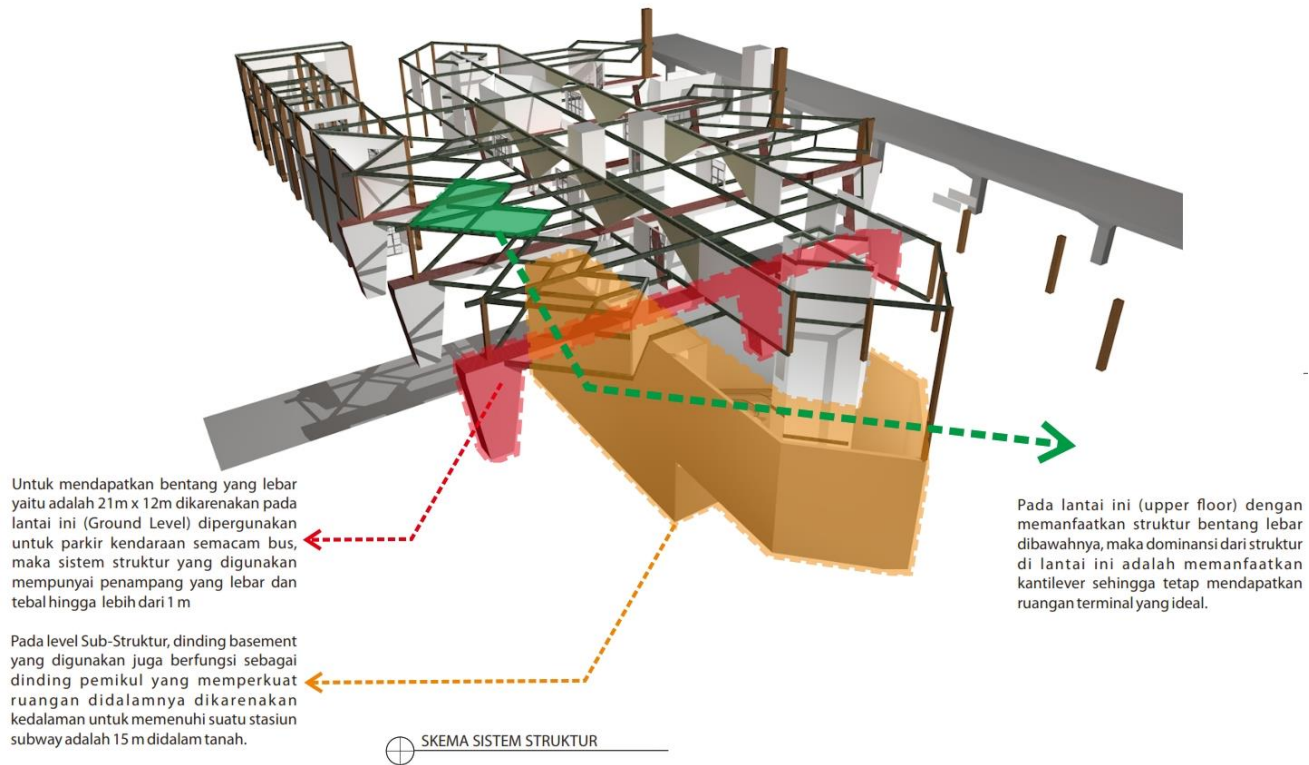 Untuk mendapatkan bentang yang lebar
yaitu adalah 21m x 12m dikarenakan pada
lantai ini (Ground Level) dipergunakan
untuk parkir kendaraan semacam bus,
maka sistem struktur yang digunakan
mempunyai penampang yang lebar dan
tebal hingga lebih dari 1 m
Pada level Sub-Struktur, dinding basement
yang digunakan juga berfungsi sebagai
dinding pemikul yang memperkuat
ruangan didalamnya dikarenakan
kedalaman untuk memenuhi suatu stasiun
subway adalah 15 m didalam tanah.
Pada lantai ini (upper floor) dengan
memanfaatkan struktur bentang lebar
dibawahnya, maka dominansi dari struktur
di lantai ini adalah memanfaatkan
kantilever sehingga tetap mendapatkan
ruangan terminal yang ideal.
SKEMA SISTEM STRUKTUR